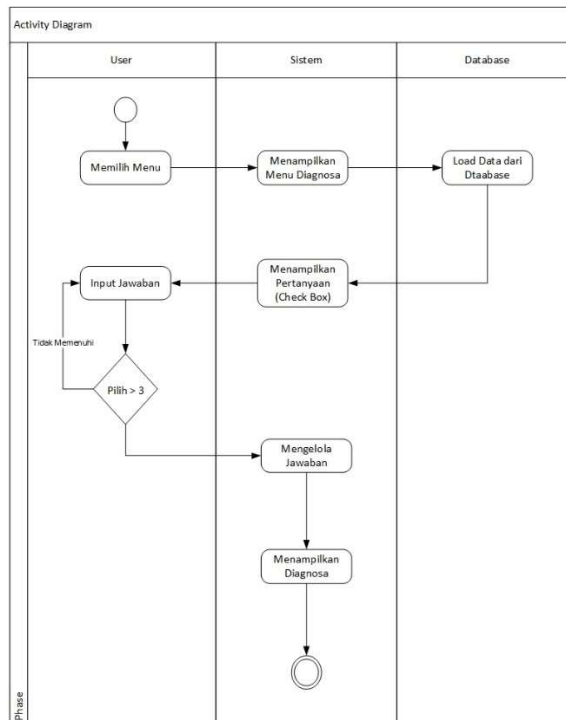 Activity Diagram
User
Sistem
Database
Memilih Menu
Menampilkan
Menu Diagnosa
Load Data dari
Dtaabase
Input Jawaban
Menampilkan
Pertanyaan
(Check Box)
Tidak Memenuhi
Pilih > 3
Mengelola
Jawaban
Menampilkan
Diagnosa
Phase